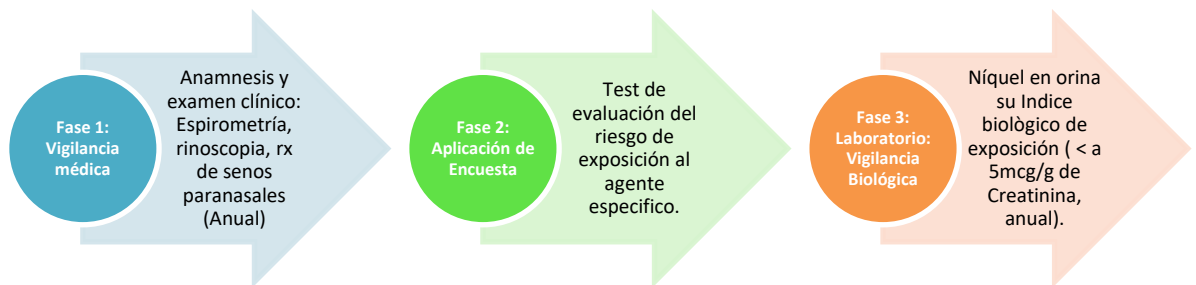 Fase 1:
Vigilancia
médica
Anamnesis y
examen clínico:
Espirometría,
rinoscopia, rx
de senos
paranasales
(Anual)
Fase 2:
Aplicación de
Encuesta
Test de
evaluación del
riesgo de
exposición al
agente
especifico.
Fase 3:
Laboratorio:
Vigilancia
Biológica
Níquel en orina
su Indice
biològico de
exposición ( < a
5mcg/g de
Creatinina,
anual).